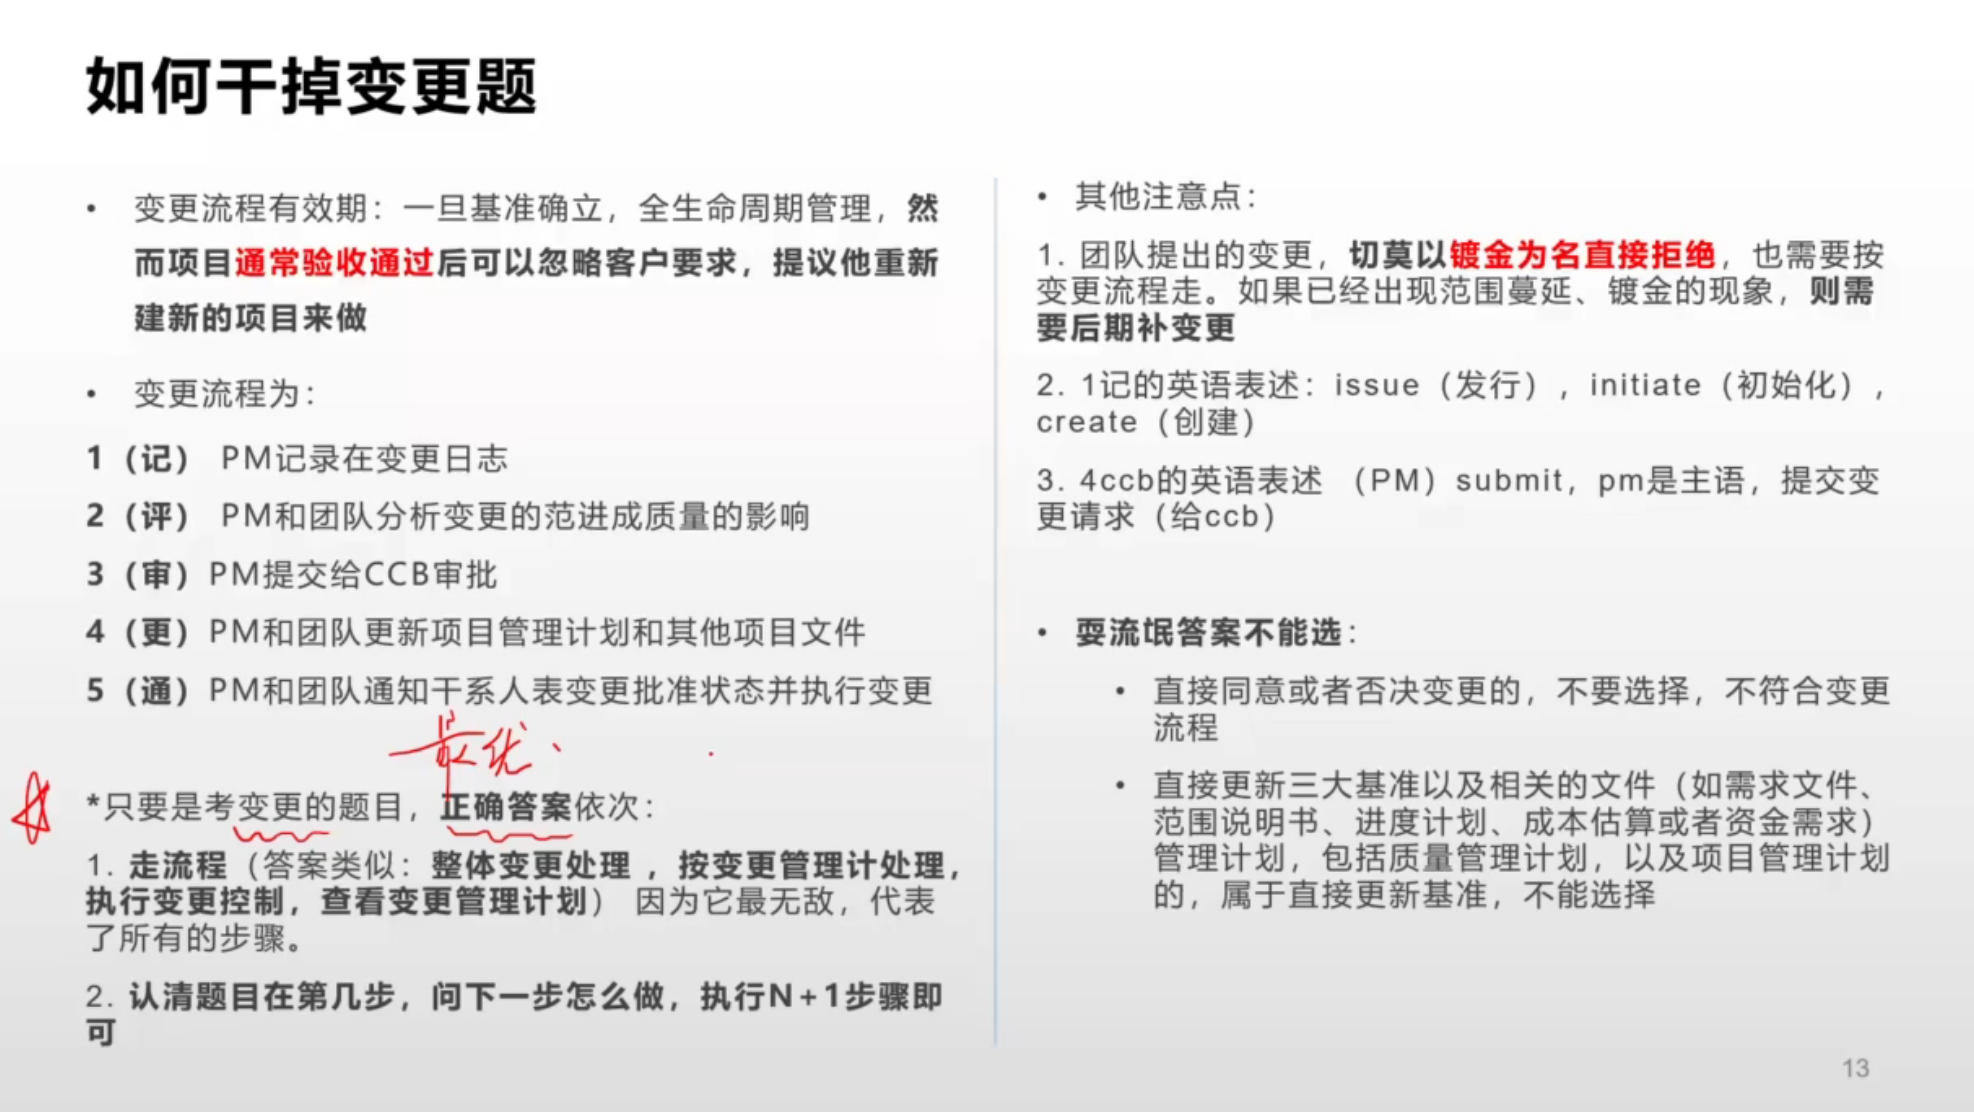 如何干掉变更题
• 变更流程有效期：一旦基准确立，全生命周期管理，然
而项目通常验收通过后可以忽略客户要求，提议他重新
建新的项目来做
• 变更流程为：
1（记） PM记录在变更日志
2（评） PM和团队分析变更的范进成质量的影响
3（审）PM提交给CCB审批
4（更）PM和团队更新项目管理计划和其他项目文件
5（通）PM和团队通知干系人表变更批准状态并执行变更
最优
*只要是考变更的题目，正确答案依次：
1. 走流程（答案类似：整体变更处理 ，按变更管理计处理，
执行变更控制，查看变更管理计划） 因为它最无敌，代表
了所有的步骤。
2. 认清题目在第几步，问下一步怎么做，执行N+1步骤即
可
• 其他注意点：
1. 团队提出的变更，切莫以镀金为名直接拒绝，也需要按
变更流程走。如果已经出现范围蔓延、镀金的现象，则需
要后期补变更
2. 1记的英语表述：issue（发行）, initiate（初始化）,
create（创建）
3. 4ccb的英语表述 （PM）submit，pm是主语，提交变
更请求（给ccb）
• 耍流氓答案不能选：
• 直接同意或者否决变更的，不要选择，不符合变更
流程
• 直接更新三大基准以及相关的文件（如需求文件、
范围说明书、进度计划、成本估算或者资金需求）
管理计划，包括质量管理计划，以及项目管理计划
的，属于直接更新基准，不能选择
13